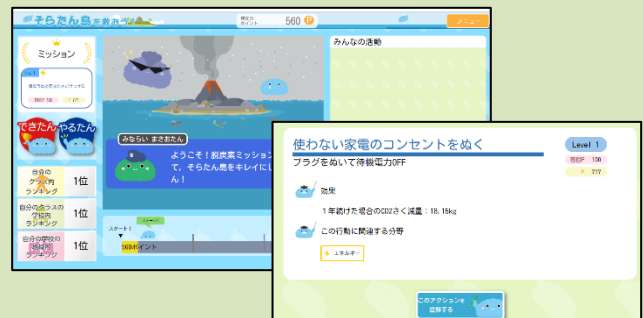 そらたん島を救おう
現在の
ポイント
560 P
メニュー
ミッション
できたん
やるたん
自分の
クラス内
ランキング
1位
自分のクラスの
学校内
ランキング
1位
自分の学校の
地域内
ランキング
1位
みならい まさおたん
ようこそ！脱炭素ミッション
て、そらたん島をキレイにし
ん！
スタート！
560ポイント
みんなの活動
使わない家電のコンセントをぬく
Level 1
プラグをぬいて待機電力OFF
初回P 100
???
効果
1年続けた場合のCO2さく減量：18.15kg
この行動に関連する分野
エネルギー
このアクションを
登録する